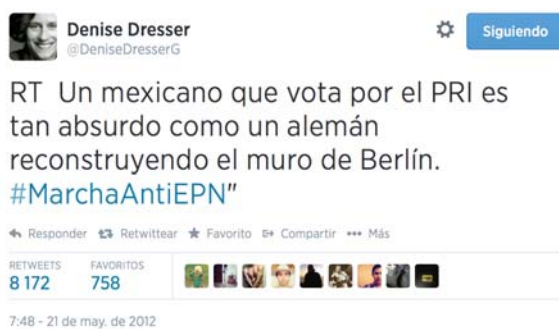 Denise Dresser
@DeniseDresserG
Siguiendo
RT Un mexicano que vota por el PRI es
tan absurdo como un alemán
reconstruyendo el muro de Berlín.
#MarchaAntiEPN"
Responder Retwittear Favorito Compartir Más
RETWEETS FAVORITOS
8 172 758
7:48 - 21 de may. de 2012